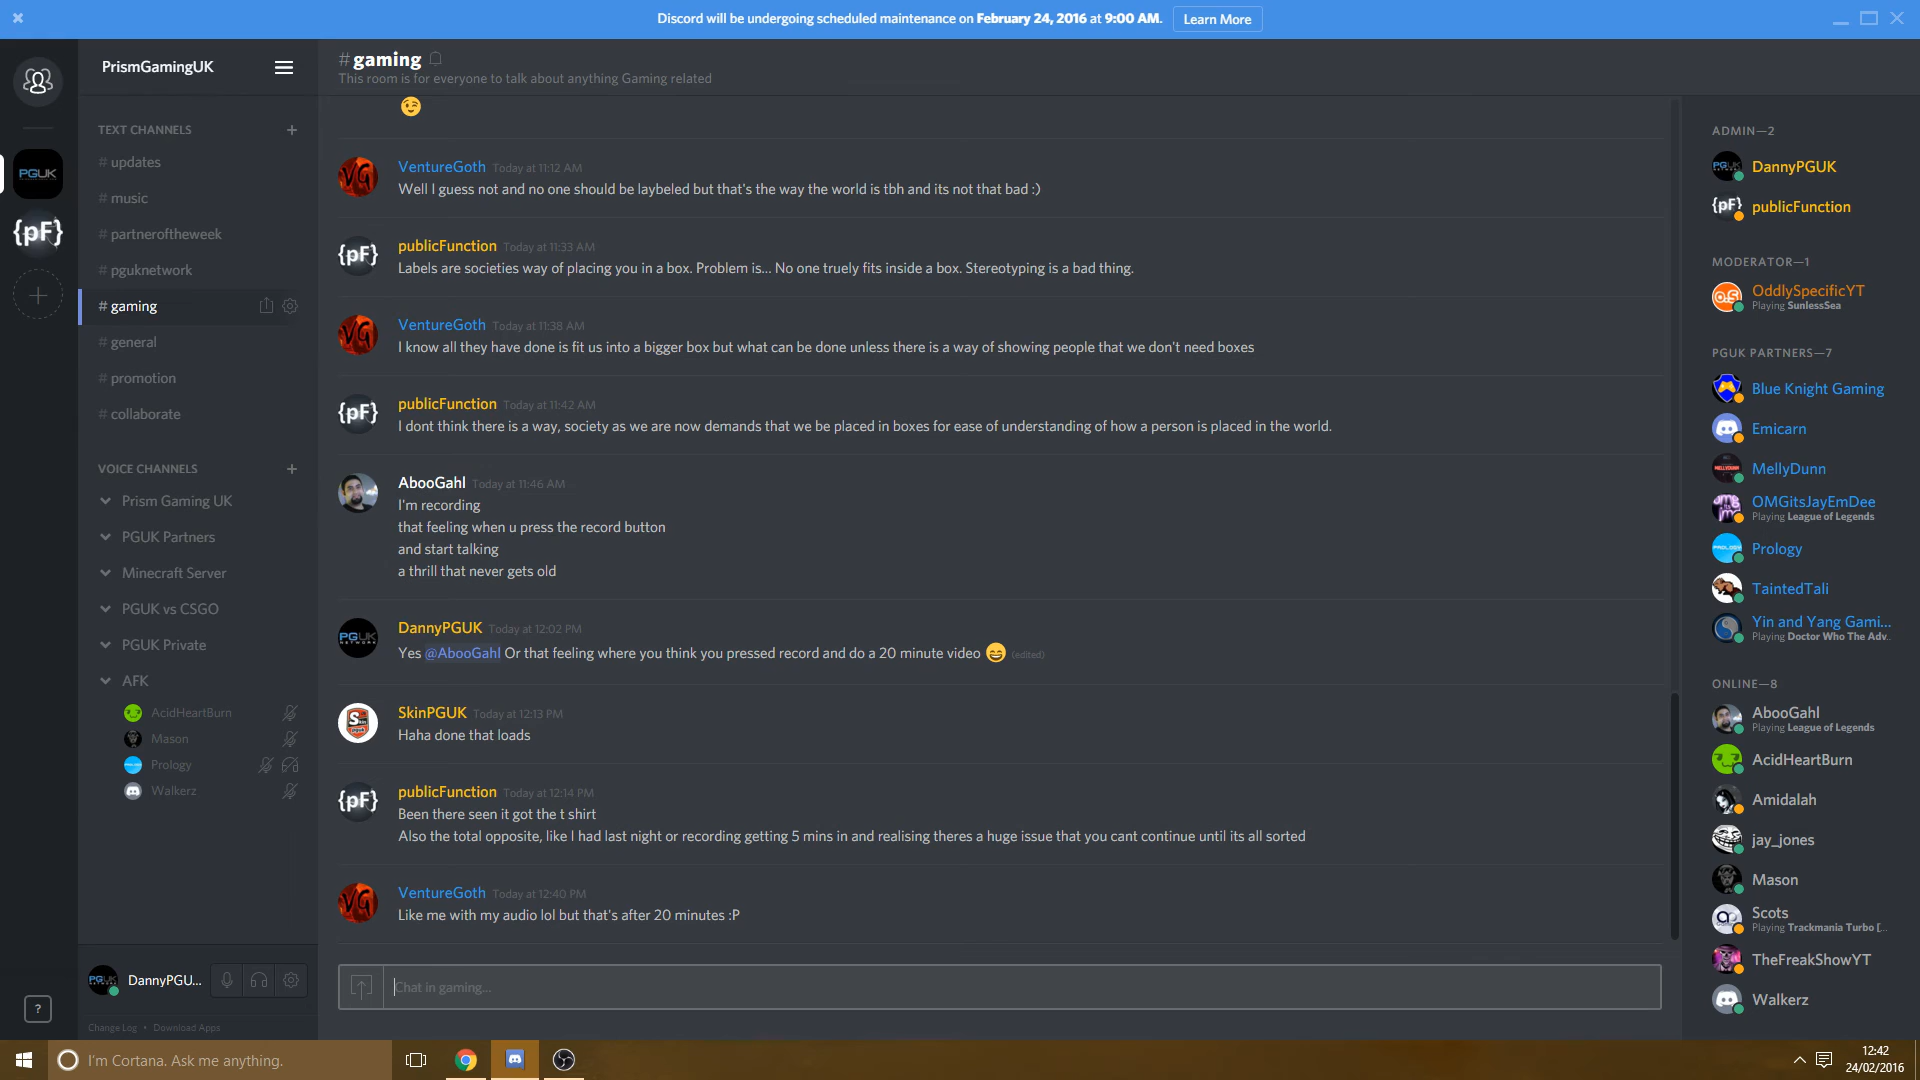 Discord will be undergoing scheduled maintenance on February 24, 2016 at 9:00 AM. Learn More
PrismGamingUK
TEXT CHANNELS
# updates
# music
# partneroftheweek
# pguknetwork
# gaming
# general
# promotion
# collaborate
VOICE CHANNELS
Prism Gaming UK
PGUK Partners
Minecraft Server
PGUK vs CSGO
PGUK Private
AFK
AcidHeartBurn
Mason
Prology
Walkerz
PGUK
{pF}
?
DannyPGU...
Change Log • Download Apps
#gaming
This room is for everyone to talk about anything Gaming related
VentureGoth Today at 11:12 AM
Well I guess not and no one should be laybeled but that's the way the world is tbh and its not that bad :)
{pF}
publicFunction Today at 11:33 AM
Labels are societies way of placing you in a box. Problem is... No one truely fits inside a box. Stereotyping is a bad thing.
VentureGoth Today at 11:38 AM
I know all they have done is fit us into a bigger box but what can be done unless there is a way of showing people that we don't need boxes
{pF}
publicFunction Today at 11:42 AM
I dont think there is a way, society as we are now demands that we be placed in boxes for ease of understanding of how a person is placed in the world.
AbooGahl Today at 11:46 AM
I'm recording
that feeling when u press the record button
and start talking
a thrill that never gets old
PGUK
NETWORK
DannyPGUK Today at 12:02 PM
Yes @AbooGahl Or that feeling where you think you pressed record and do a 20 minute video 😄 (edited)
SkinPGUK Today at 12:13 PM
Haha done that loads
{pF}
publicFunction Today at 12:14 PM
Been there seen it got the t shirt
Also the total opposite, like I had last night or recording getting 5 mins in and realising theres a huge issue that you cant continue until its all sorted
VentureGoth Today at 12:40 PM
Like me with my audio lol but that's after 20 minutes :P
Chat in gaming...
ADMIN—2
DannyPGUK
{pF} publicFunction
MODERATOR—1
OddlySpecificYT
Playing SunlessSea
PGUK PARTNERS—7
Blue Knight Gaming
Emicarn
MellyDunn
OMGitsJayEmDee
Playing League of Legends
Prology
TaintedTali
Yin and Yang Gami...
Playing Doctor Who The Adv..
ONLINE—8
AbooGahl
Playing League of Legends
AcidHeartBurn
Amidalah
jay_jones
Mason
Scots
Playing Trackmania Turbo [...
TheFreakShowYT
Walkerz
I'm Cortana. Ask me anything.
12:42
24/02/2016